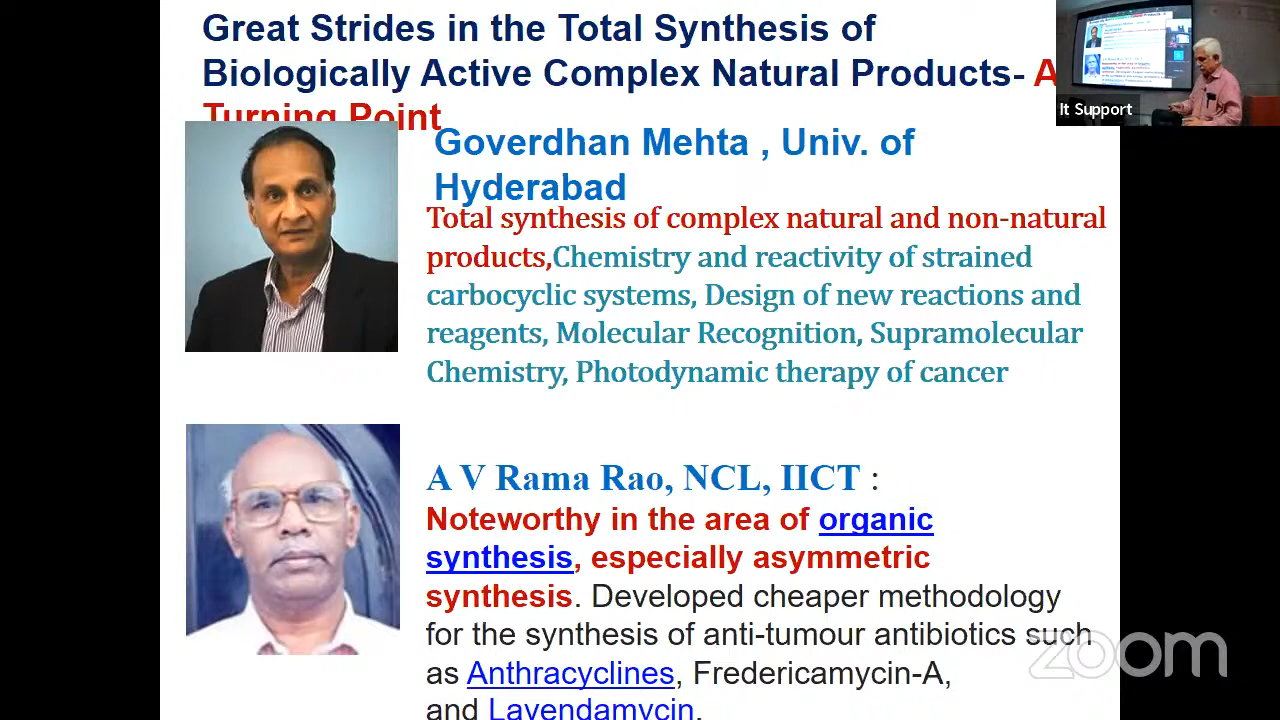 Great Strides in the Total Synthesis of
Biologically Active Complex Natural Products- A
Turning Point
It Support
Goverdhan Mehta , Univ. of
Hyderabad
Total synthesis of complex natural and non-natural
products,Chemistry and reactivity of strained
carbocyclic systems, Design of new reactions and
reagents, Molecular Recognition, Supramolecular
Chemistry, Photodynamic therapy of cancer
A V Rama Rao, NCL, IICT :
Noteworthy in the area of organic
synthesis, especially asymmetric
synthesis. Developed cheaper methodology
for the synthesis of anti-tumour antibiotics such
as Anthracyclines, Fredericamycin-A,
and Lavendamycin.
zoom